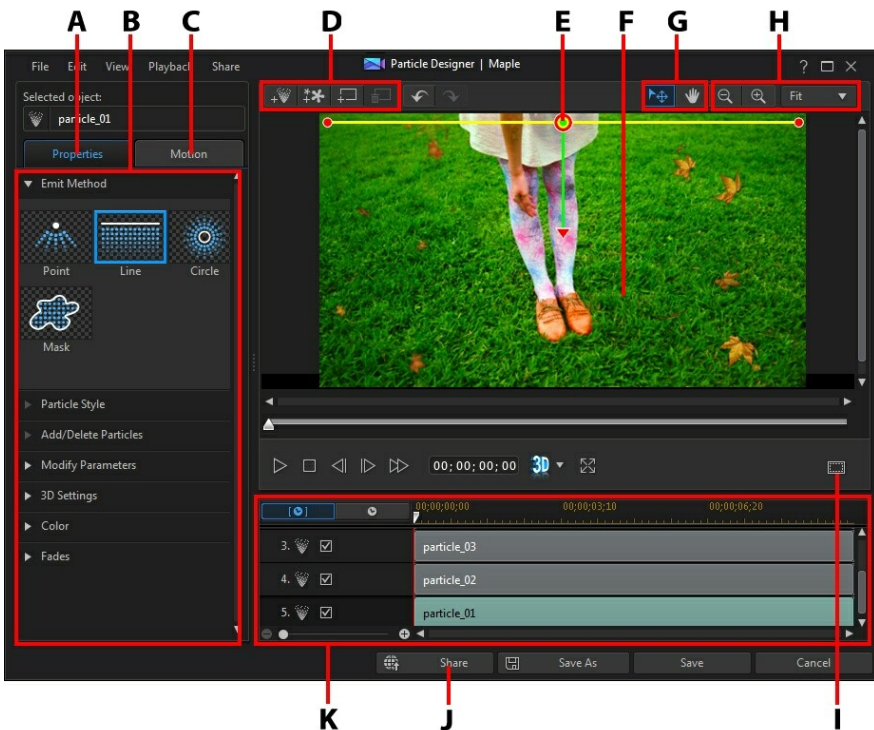 A B C D E F G H
File Edit View Playback Share Particle Designer | Maple ?
Selected object:
particle_01
Fit
Properties Motion
Emit Method
Point Line Circle
Mask
Particle Style
Add/Delete Particles
Modify Parameters
3D Settings
Color
Fades
00;00;00;00 3D
00;00;00;00 00;00;03;10 00;00;06;20
3. particle_03
4. particle_02
5. particle_01
Share Save As Save Cancel
K J I